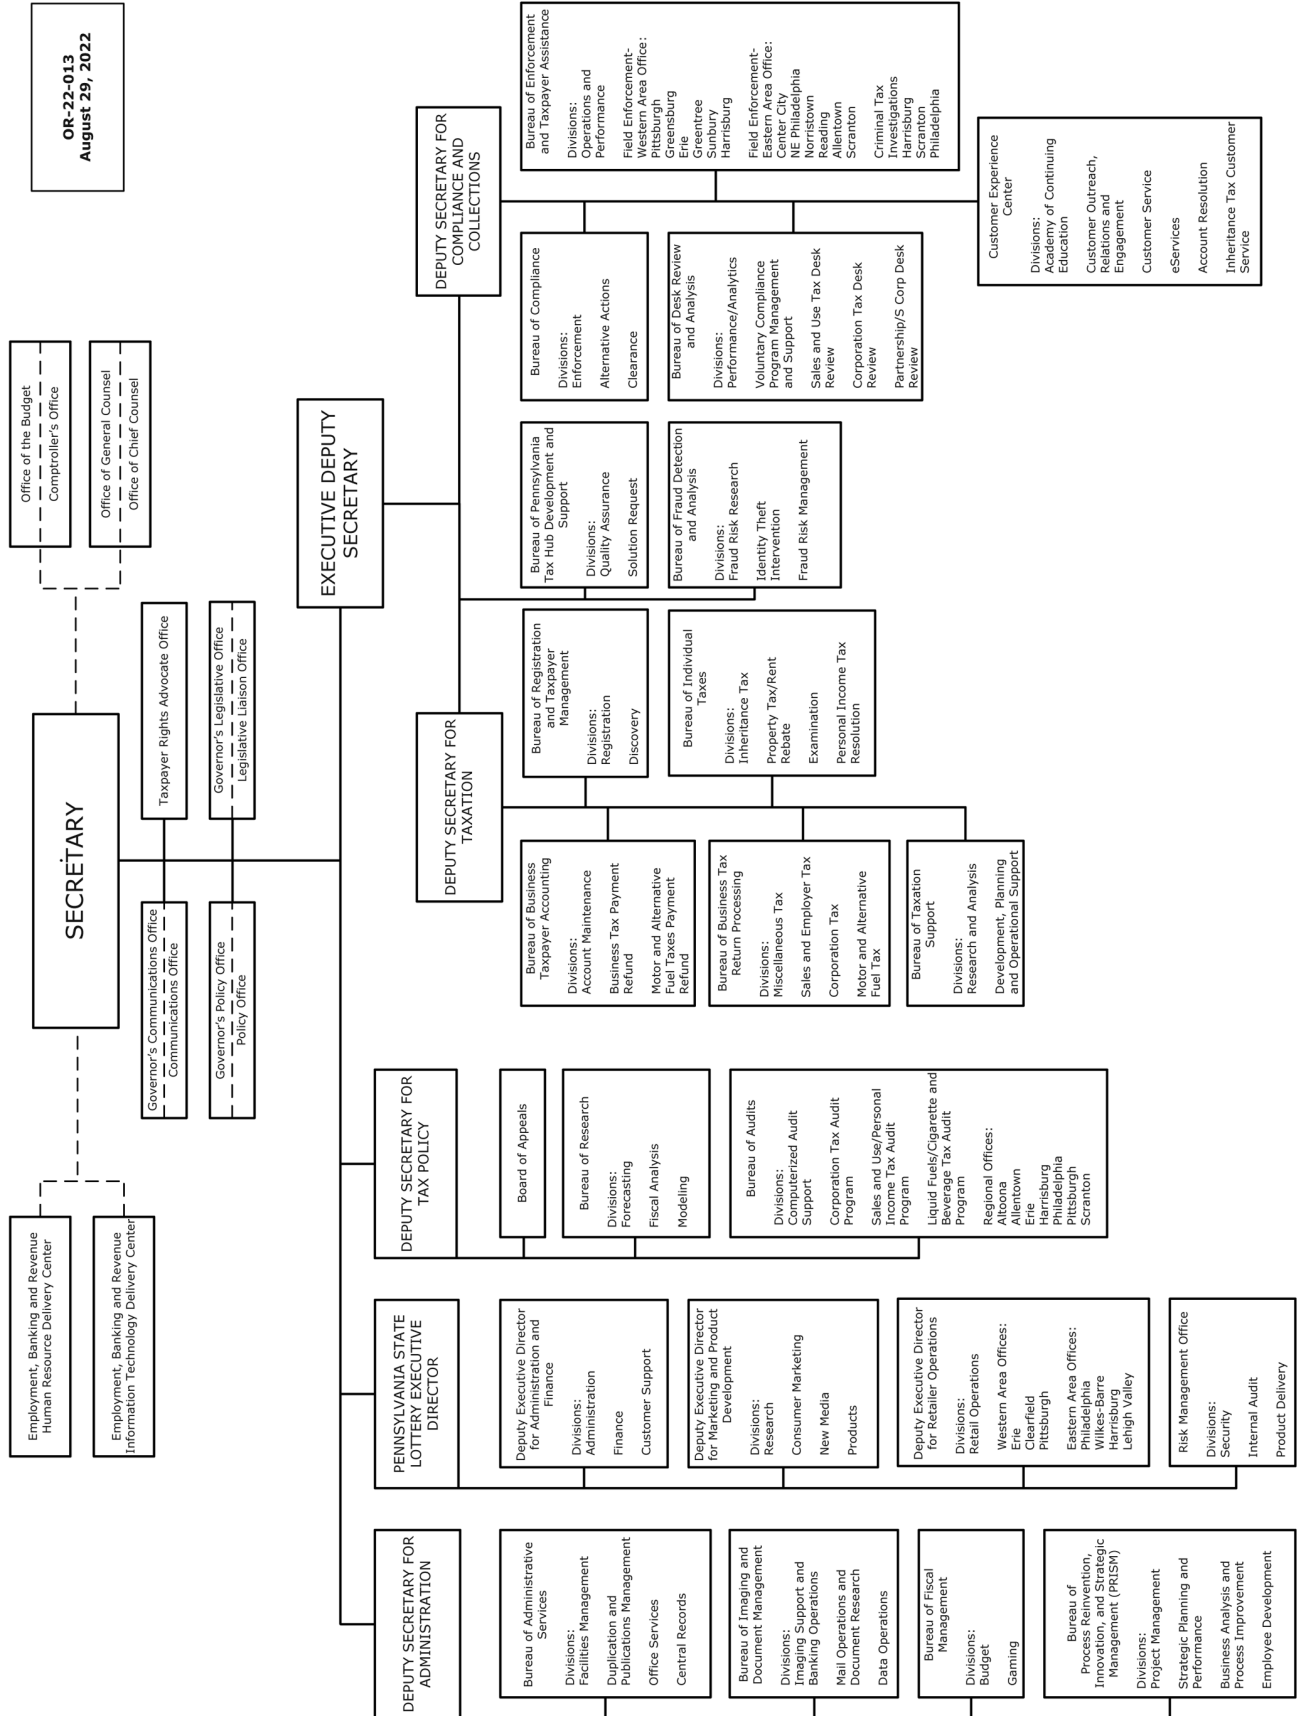 OR-22-013
August 29, 2022
SECRETARY
Employment, Banking and Revenue
Human Resource Delivery Center
Employment, Banking and Revenue
Information Technology Delivery Center
Office of the Budget
Comptroller's Office
Office of General Counsel
Office of Chief Counsel
Governor's Communications Office
Communications Office
Taxpayer Rights Advocate Office
Governor's Policy Office
Policy Office
Governor's Legislative Office
Legislative Liaison Office
EXECUTIVE DEPUTY
SECRETARY
DEPUTY SECRETARY FOR
ADMINISTRATION
Bureau of Administrative
Services
Divisions:
Facilities Management
Duplication and
Publications Management
Office Services
Central Records
Bureau of Imaging and
Document Management
Divisions:
Imaging Support and
Banking Operations
Mail Operations and
Document Research
Data Operations
Bureau of Fiscal
Management
Divisions:
Budget
Gaming
Bureau of
Process Reinvention,
Innovation, and Strategic
Management (PRISM)
Divisions:
Project Management
Strategic Planning and
Performance
Business Analysis and
Process Improvement
Employee Development
PENNSYLVANIA STATE
LOTTERY EXECUTIVE
DIRECTOR
Deputy Executive Director
for Administration and
Finance
Divisions:
Administration
Finance
Customer Support
Deputy Executive Director
for Marketing and Product
Development
Divisions:
Research
Consumer Marketing
New Media
Products
Deputy Executive Director
for Retailer Operations
Divisions:
Retail Operations
Western Area Offices:
Erie
Clearfield
Pittsburgh
Eastern Area Offices:
Philadelphia
Wilkes-Barre
Harrisburg
Lehigh Valley
Risk Management Office
Divisions:
Security
Internal Audit
Product Delivery
DEPUTY SECRETARY FOR
TAX POLICY
Board of Appeals
Bureau of Research
Divisions:
Forecasting
Fiscal Analysis
Modeling
Bureau of Audits
Divisions:
Computerized Audit
Support
Corporation Tax Audit
Program
Sales and Use/Personal
Income Tax Audit
Program
Liquid Fuels/Cigarette and
Beverage Tax Audit
Program
Regional Offices:
Altoona
Allentown
Erie
Harrisburg
Philadelphia
Pittsburgh
Scranton
DEPUTY SECRETARY FOR
TAXATION
Bureau of Business
Taxpayer Accounting
Divisions:
Account Maintenance
Business Tax Payment
Refund
Motor and Alternative
Fuel Taxes Payment
Refund
Bureau of Business Tax
Return Processing
Divisions:
Miscellaneous Tax
Sales and Employer Tax
Corporation Tax
Motor and Alternative
Fuel Tax
Bureau of Taxation
Support
Divisions:
Research and Analysis
Development, Planning
and Operational Support
Bureau of Registration
and Taxpayer
Management
Divisions:
Registration
Discovery
Bureau of Individual
Taxes
Divisions:
Inheritance Tax
Property Tax/Rent
Rebate
Examination
Personal Income Tax
Resolution
Bureau of Pennsylvania
Tax Hub Development and
Support
Divisions:
Quality Assurance
Solution Request
Bureau of Fraud Detection
and Analysis
Divisions:
Fraud Risk Research
Identity Theft
Intervention
Fraud Risk Management
DEPUTY SECRETARY FOR
COMPLIANCE AND
COLLECTIONS
Bureau of Compliance
Divisions:
Enforcement
Alternative Actions
Clearance
Bureau of Desk Review
and Analysis
Divisions:
Performance/Analytics
Voluntary Compliance
Program Management
and Support
Sales and Use Tax Desk
Review
Corporation Tax Desk
Review
Partnership/S Corp Desk
Review
Bureau of Enforcement
and Taxpayer Assistance
Divisions:
Operations and
Performance
Field Enforcement-
Western Area Office:
Pittsburgh
Greensburg
Erie
Greentree
Sunbury
Harrisburg
Field Enforcement-
Eastern Area Office:
Center City
NE Philadelphia
Norristown
Reading
Allentown
Scranton
Criminal Tax
Investigations
Harrisburg
Scranton
Philadelphia
Customer Experience
Center
Divisions:
Academy of Continuing
Education
Customer Outreach,
Relations and
Engagement
Customer Service
eServices
Account Resolution
Inheritance Tax Customer
Service